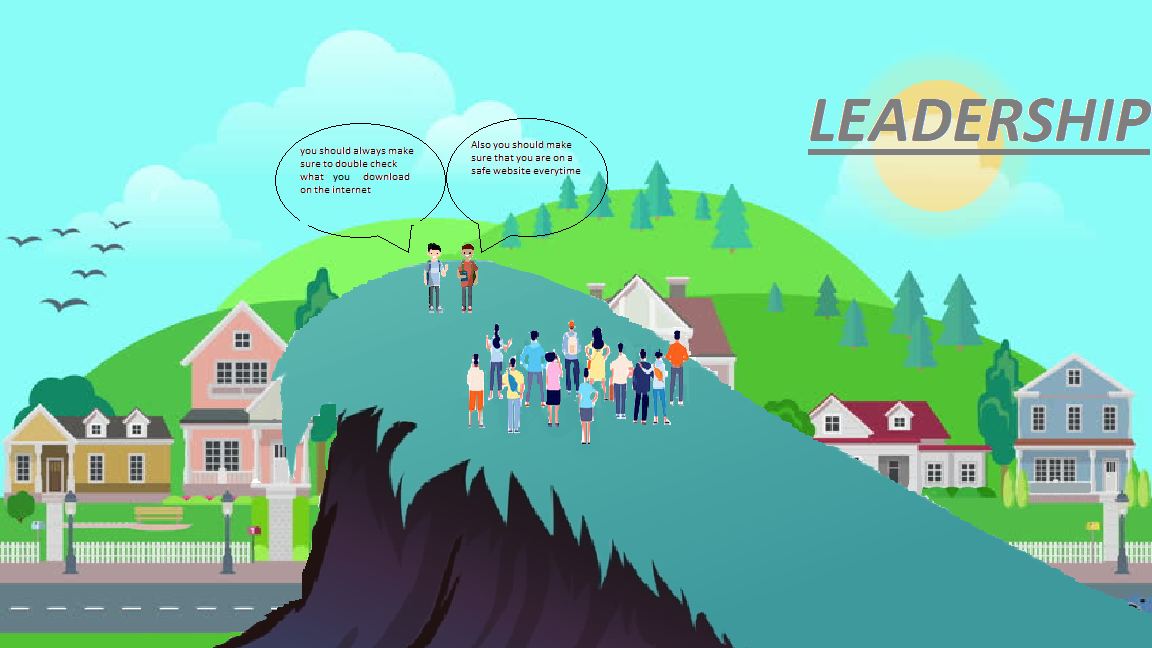 LEADERSHIP
you should always make
sure to double check
what you download
on the internet
Also you should make
sure that you are on a
safe website everytime